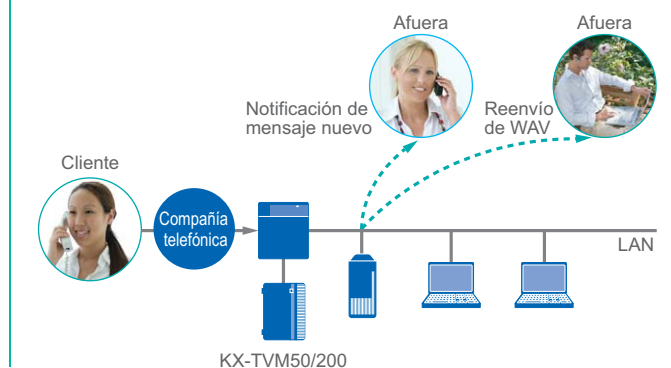 Afuera
Afuera
Notificación de
mensaje nuevo
Reenvío
de WAV
Cliente
Compañía
telefónica
LAN
KX-TVM50/200